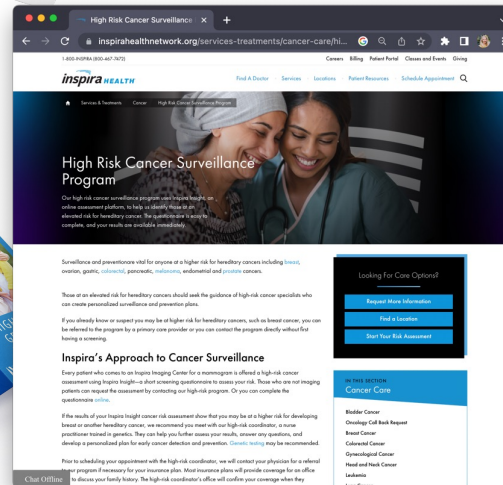 High Risk Cancer Surveillance
inspirahealthnetwork.org/services-treatments/cancer-care/hi...
1-800-INSPIRA (800-467-7472)
Careers Billing Patient Portal Classes and Events Giving
inspira HEALTH
Find A Doctor Services Locations Patient Resources Schedule Appointment
Services & Treatments Cancer High Risk Cancer Surveillance Program
High Risk Cancer Surveillance
Program
Our high risk cancer surveillance program uses Inspira Insight, an
online assessment platform, to help us identify those at an
elevated risk for hereditary cancer. The questionnaire is easy to
complete, and your results are available immediately.
Surveillance and preventionare vital for anyone at a higher risk for hereditary cancers including breast,
ovarian, gastric, colorectal, pancreatic, melanoma, endometrial and prostate cancers.
Those at an elevated risk for hereditary cancers should seek the guidance of high-risk cancer specialists who
can create personalized surveillance and prevention plans.
If you already know or suspect you may be at higher risk for hereditary cancers, such as breast cancer, you can
be referred to the program by a primary care provider or you can contact the program directly without first
having a screening.
Inspira's Approach to Cancer Surveillance
Every patient who comes to an Inspira Imaging Center for a mammogram is offered a high-risk cancer
assessment using Inspira Insight—a short screening questionnaire to assess your risk. Those who are not imaging
patients can request the assessment by contacting our high-risk program. Or you can complete the
questionnaire online.
If the results of your Inspira Insight cancer risk assessment show that you may be at a higher risk for developing
breast or another hereditary cancer, we recommend you meet with our high-risk coordinator, a nurse
practitioner trained in genetics. They can help you further assess your results, answer any questions, and
develop a personalized plan for early cancer detection and prevention. Genetic testing may be recommended.
Prior to scheduling your appointment with the high-risk coordinator, we will contact your physician for a referral
to our program if necessary for your insurance plan. Most insurance plans will provide coverage for an office
to discuss your family history. The high-risk coordinator's office will confirm your coverage when they
Chat Offline
Looking For Care Options?
Request More Information
Find a Location
Start Your Risk Assessment
IN THIS SECTION
Cancer Care
Bladder Cancer
Oncology Call Back Request
Breast Cancer
Colorectal Cancer
Gynecological Cancer
Head and Neck Cancer
Leukemia